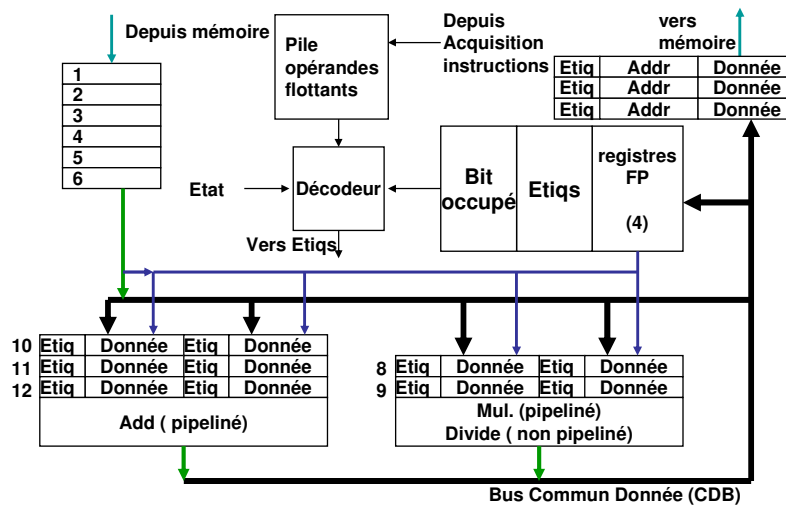 Depuis mémoire
1
2
3
4
5
6
Pile
opérandes
flottants
Depuis
Acquisition
instructions
vers
mémoire
Etiq Addr Donnée
Etiq Addr Donnée
Etiq Addr Donnée
Etat
Décodeur
Vers Etiqs
Bit
occupé
Etiqs
registres
FP
(4)
10 Etiq Donnée Etiq Donnée
11 Etiq Donnée Etiq Donnée
12 Etiq Donnée Etiq Donnée
Add ( pipeliné)
8 Etiq Donnée Etiq Donnée
9 Etiq Donnée Etiq Donnée
Mul. (pipeliné)
Divide ( non pipeliné)
Bus Commun Donnée (CDB)